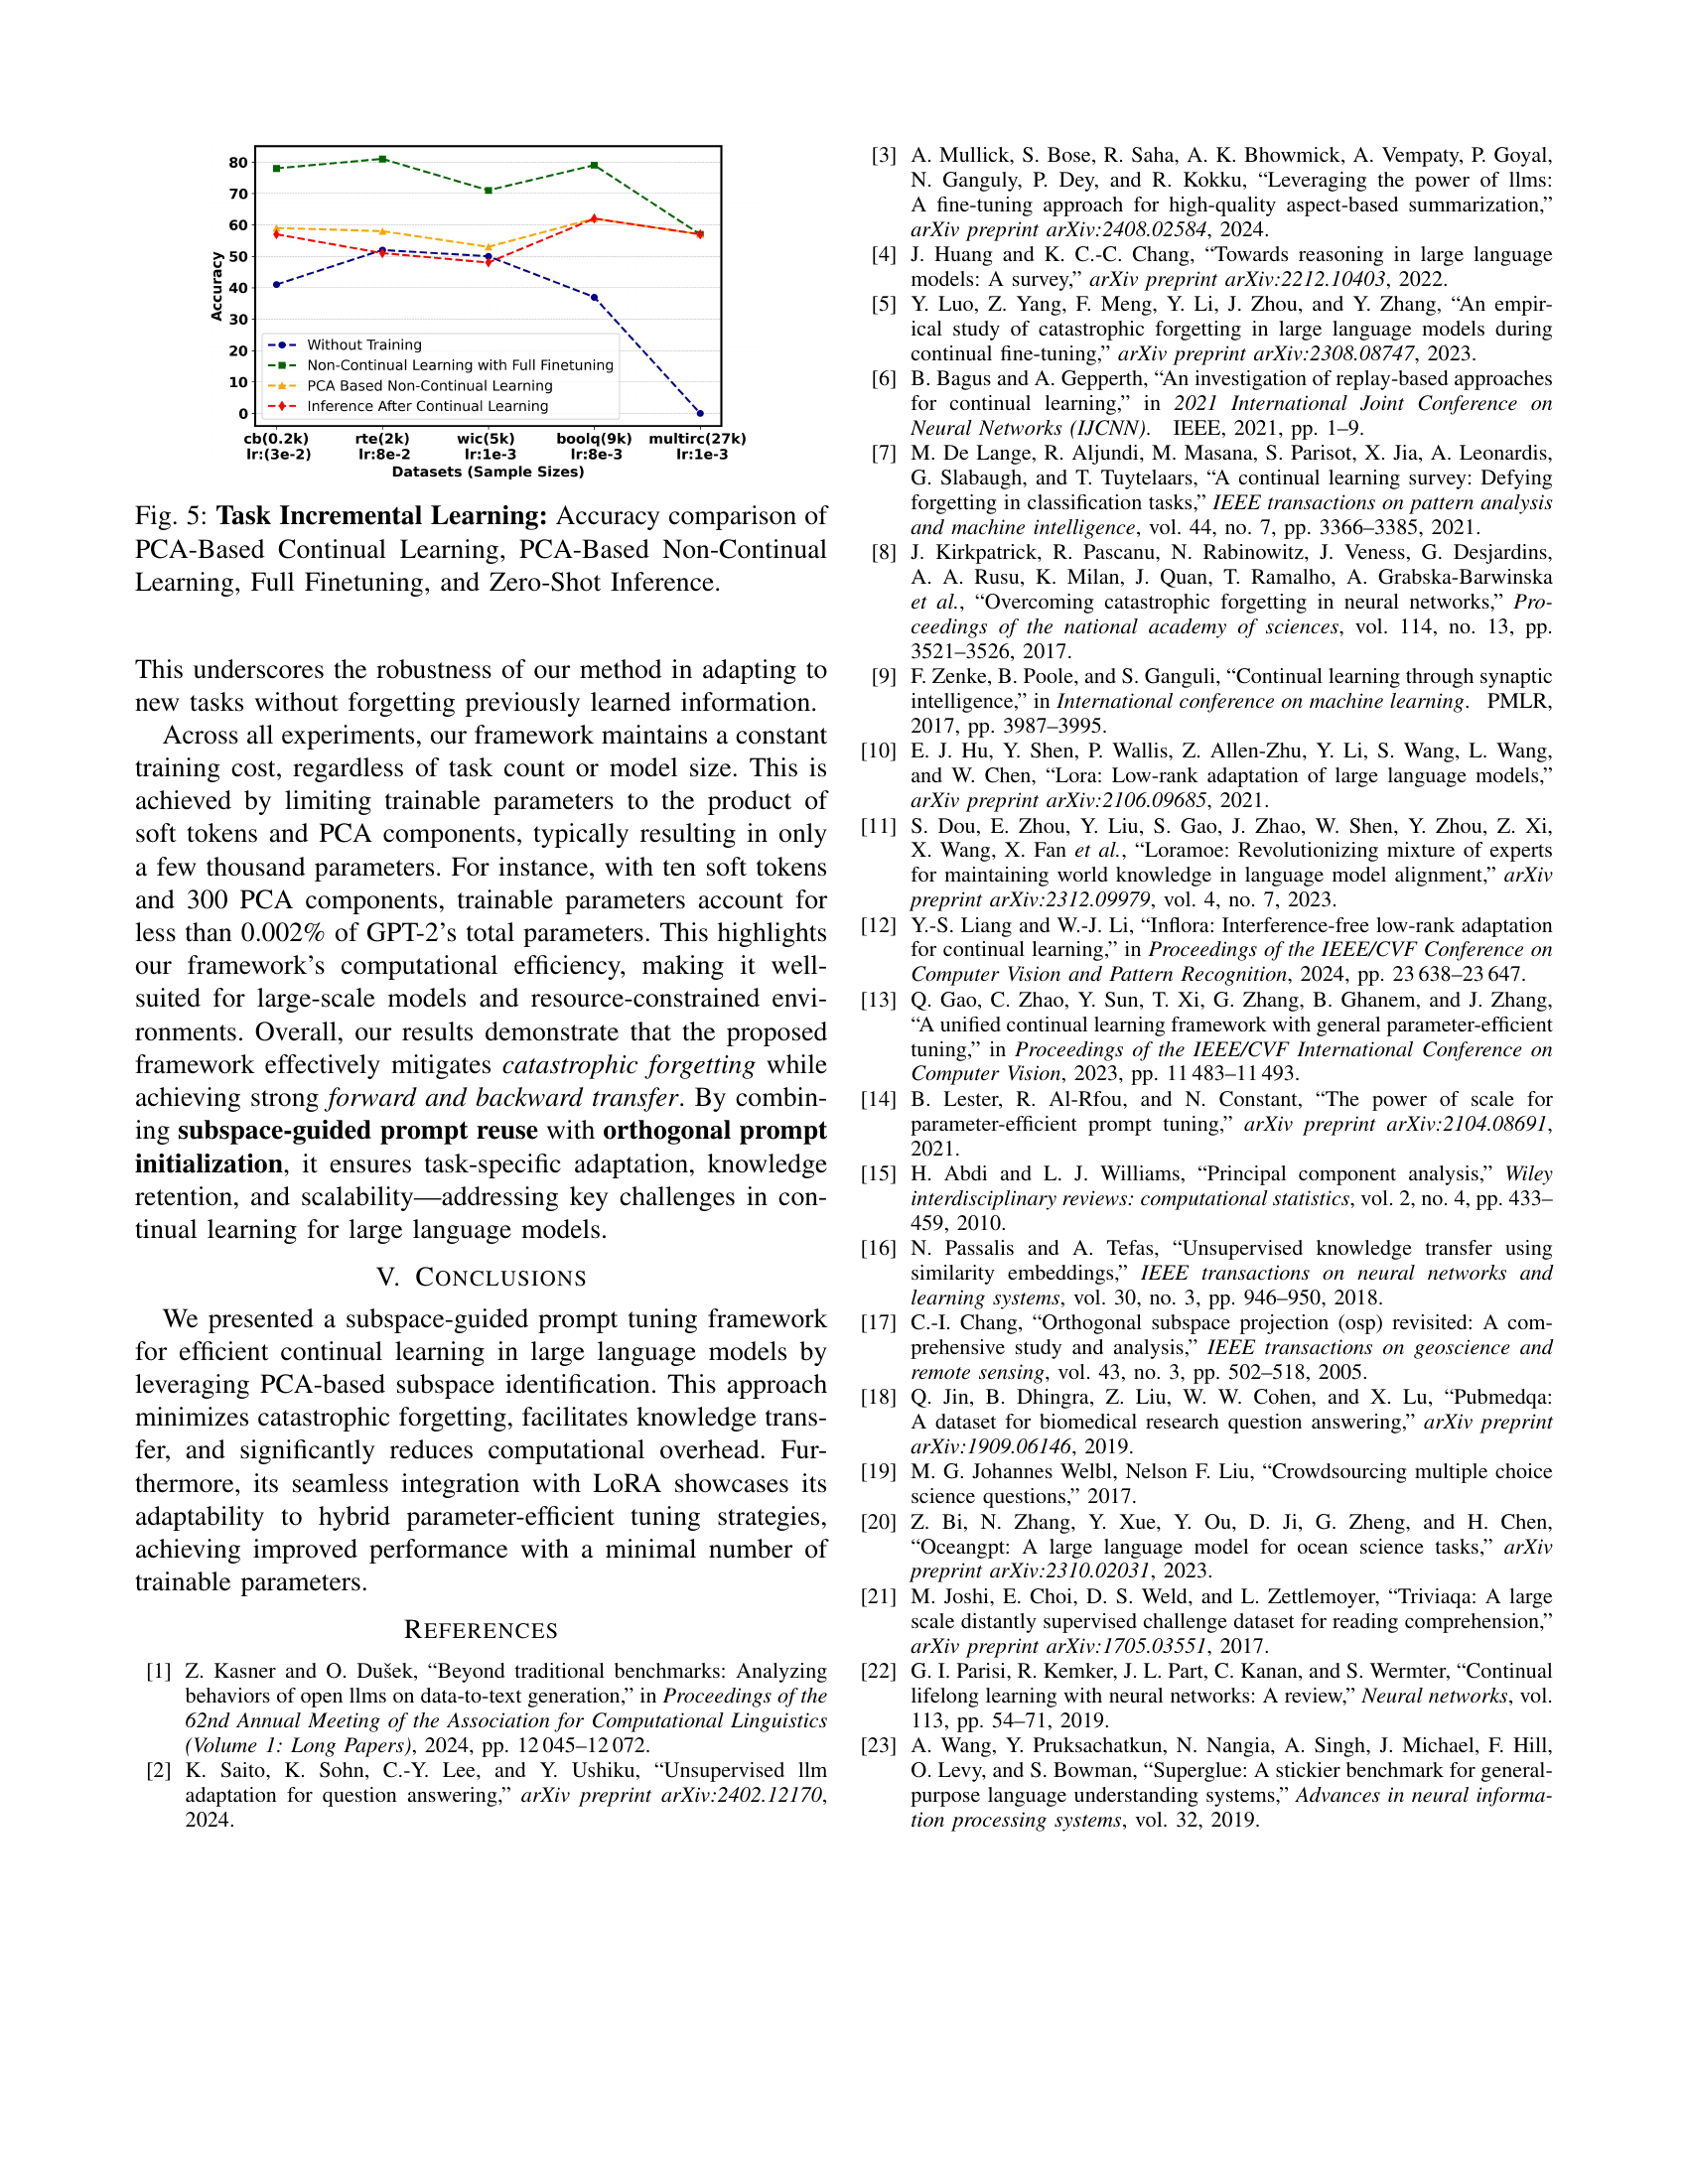 80
70
60
50
40
30
20
10
0
Accuracy
Without Training
Non-Continual Learning with Full Finetuning
PCA Based Non-Continual Learning
Inference After Continual Learning
cb(0.2k) rte(2k) wic(5k) boolq(9k) multirc(27k)
lr:(3e-2) lr:8e-2 lr:1e-3 lr:8e-3 lr:1e-3
Datasets (Sample Sizes)
Fig. 5: Task Incremental Learning: Accuracy comparison of
PCA-Based Continual Learning, PCA-Based Non-Continual
Learning, Full Finetuning, and Zero-Shot Inference.
This underscores the robustness of our method in adapting to
new tasks without forgetting previously learned information.
Across all experiments, our framework maintains a constant
training cost, regardless of task count or model size. This is
achieved by limiting trainable parameters to the product of
soft tokens and PCA components, typically resulting in only
a few thousand parameters. For instance, with ten soft tokens
and 300 PCA components, trainable parameters account for
less than 0.002% of GPT-2’s total parameters. This highlights
our framework’s computational efficiency, making it well-
suited for large-scale models and resource-constrained envi-
ronments. Overall, our results demonstrate that the proposed
framework effectively mitigates catastrophic forgetting while
achieving strong forward and backward transfer. By combin-
ing subspace-guided prompt reuse with orthogonal prompt
initialization, it ensures task-specific adaptation, knowledge
retention, and scalability—addressing key challenges in con-
tinual learning for large language models.
V. CONCLUSIONS
We presented a subspace-guided prompt tuning framework
for efficient continual learning in large language models by
leveraging PCA-based subspace identification. This approach
minimizes catastrophic forgetting, facilitates knowledge trans-
fer, and significantly reduces computational overhead. Fur-
thermore, its seamless integration with LoRA showcases its
adaptability to hybrid parameter-efficient tuning strategies,
achieving improved performance with a minimal number of
trainable parameters.
REFERENCES
[1] Z. Kasner and O. Dušek, “Beyond traditional benchmarks: Analyzing
behaviors of open llms on data-to-text generation,” in Proceedings of the
62nd Annual Meeting of the Association for Computational Linguistics
(Volume 1: Long Papers), 2024, pp. 12 045–12 072.
[2] K. Saito, K. Sohn, C.-Y. Lee, and Y. Ushiku, “Unsupervised llm
adaptation for question answering,” arXiv preprint arXiv:2402.12170,
2024.
[3] A. Mullick, S. Bose, R. Saha, A. K. Bhowmick, A. Vempaty, P. Goyal,
N. Ganguly, P. Dey, and R. Kokku, “Leveraging the power of llms:
A fine-tuning approach for high-quality aspect-based summarization,”
arXiv preprint arXiv:2408.02584, 2024.
[4] J. Huang and K. C.-C. Chang, “Towards reasoning in large language
models: A survey,” arXiv preprint arXiv:2212.10403, 2022.
[5] Y. Luo, Z. Yang, F. Meng, Y. Li, J. Zhou, and Y. Zhang, “An empir-
ical study of catastrophic forgetting in large language models during
continual fine-tuning,” arXiv preprint arXiv:2308.08747, 2023.
[6] B. Bagus and A. Gepperth, “An investigation of replay-based approaches
for continual learning,” in 2021 International Joint Conference on
Neural Networks (IJCNN). IEEE, 2021, pp. 1–9.
[7] M. De Lange, R. Aljundi, M. Masana, S. Parisot, X. Jia, A. Leonardis,
G. Slabaugh, and T. Tuytelaars, “A continual learning survey: Defying
forgetting in classification tasks,” IEEE transactions on pattern analysis
and machine intelligence, vol. 44, no. 7, pp. 3366–3385, 2021.
[8] J. Kirkpatrick, R. Pascanu, N. Rabinowitz, J. Veness, G. Desjardins,
A. A. Rusu, K. Milan, J. Quan, T. Ramalho, A. Grabska-Barwinska
et al., “Overcoming catastrophic forgetting in neural networks,” Pro-
ceedings of the national academy of sciences, vol. 114, no. 13, pp.
3521–3526, 2017.
[9] F. Zenke, B. Poole, and S. Ganguli, “Continual learning through synaptic
intelligence,” in International conference on machine learning. PMLR,
2017, pp. 3987–3995.
[10] E. J. Hu, Y. Shen, P. Wallis, Z. Allen-Zhu, Y. Li, S. Wang, L. Wang,
and W. Chen, “Lora: Low-rank adaptation of large language models,”
arXiv preprint arXiv:2106.09685, 2021.
[11] S. Dou, E. Zhou, Y. Liu, S. Gao, J. Zhao, W. Shen, Y. Zhou, Z. Xi,
X. Wang, X. Fan et al., “Loramoe: Revolutionizing mixture of experts
for maintaining world knowledge in language model alignment,” arXiv
preprint arXiv:2312.09979, vol. 4, no. 7, 2023.
[12] Y.-S. Liang and W.-J. Li, “Inflora: Interference-free low-rank adaptation
for continual learning,” in Proceedings of the IEEE/CVF Conference on
Computer Vision and Pattern Recognition, 2024, pp. 23 638–23 647.
[13] Q. Gao, C. Zhao, Y. Sun, T. Xi, G. Zhang, B. Ghanem, and J. Zhang,
“A unified continual learning framework with general parameter-efficient
tuning,” in Proceedings of the IEEE/CVF International Conference on
Computer Vision, 2023, pp. 11 483–11 493.
[14] B. Lester, R. Al-Rfou, and N. Constant, “The power of scale for
parameter-efficient prompt tuning,” arXiv preprint arXiv:2104.08691,
2021.
[15] H. Abdi and L. J. Williams, “Principal component analysis,” Wiley
interdisciplinary reviews: computational statistics, vol. 2, no. 4, pp. 433–
459, 2010.
[16] N. Passalis and A. Tefas, “Unsupervised knowledge transfer using
similarity embeddings,” IEEE transactions on neural networks and
learning systems, vol. 30, no. 3, pp. 946–950, 2018.
[17] C.-I. Chang, “Orthogonal subspace projection (osp) revisited: A com-
prehensive study and analysis,” IEEE transactions on geoscience and
remote sensing, vol. 43, no. 3, pp. 502–518, 2005.
[18] Q. Jin, B. Dhingra, Z. Liu, W. W. Cohen, and X. Lu, “Pubmedqa:
A dataset for biomedical research question answering,” arXiv preprint
arXiv:1909.06146, 2019.
[19] M. G. Johannes Welbl, Nelson F. Liu, “Crowdsourcing multiple choice
science questions,” 2017.
[20] Z. Bi, N. Zhang, Y. Xue, Y. Ou, D. Ji, G. Zheng, and H. Chen,
“Oceangpt: A large language model for ocean science tasks,” arXiv
preprint arXiv:2310.02031, 2023.
[21] M. Joshi, E. Choi, D. S. Weld, and L. Zettlemoyer, “Triviaqa: A large
scale distantly supervised challenge dataset for reading comprehension,”
arXiv preprint arXiv:1705.03551, 2017.
[22] G. I. Parisi, R. Kemker, J. L. Part, C. Kanan, and S. Wermter, “Continual
lifelong learning with neural networks: A review,” Neural networks, vol.
113, pp. 54–71, 2019.
[23] A. Wang, Y. Pruksachatkun, N. Nangia, A. Singh, J. Michael, F. Hill,
O. Levy, and S. Bowman, “Superglue: A stickier benchmark for general-
purpose language understanding systems,” Advances in neural informa-
tion processing systems, vol. 32, 2019.